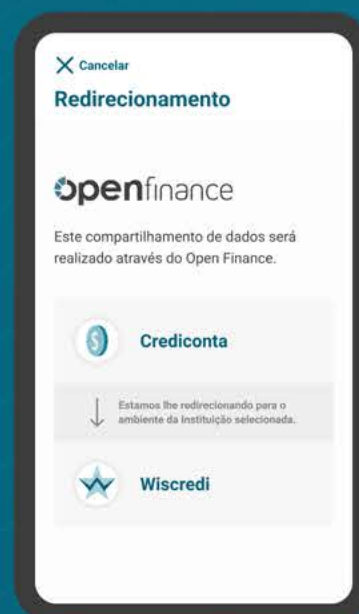 Cancelar
Redirecionamento
openfinance
Este compartilhamento de dados será
realizado através do Open Finance.
Crediconta
Estamos lhe redirecionando para o
ambiente da Instituição selecionada.
Wiscredi